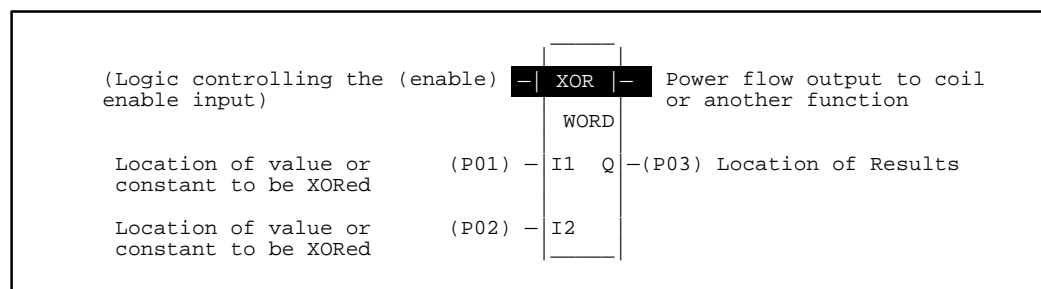 (Logic controlling the (enable) —| XOR |— Power flow output to coil
enable input) or another function
WORD
Location of value or (P01) —|I1 Q|—(P03) Location of Results
constant to be XORed
Location of value or (P02) —|I2
constant to be XORed